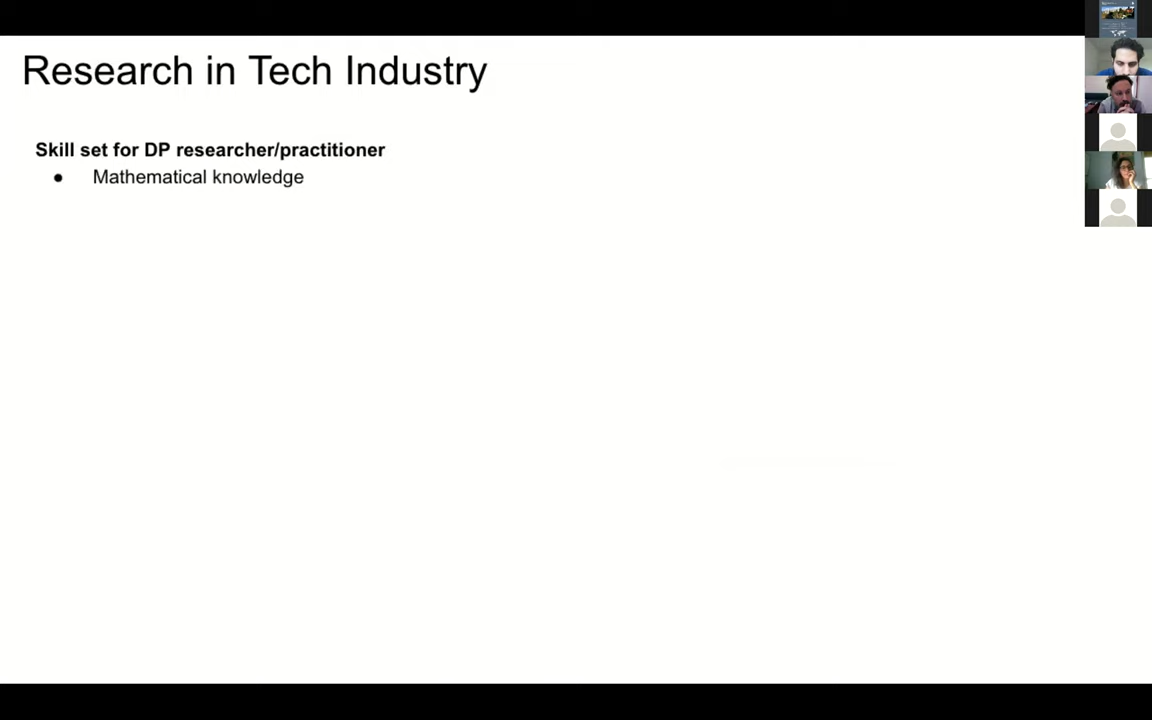 Research in Tech Industry
Skill set for DP researcher/practitioner
● Mathematical knowledge